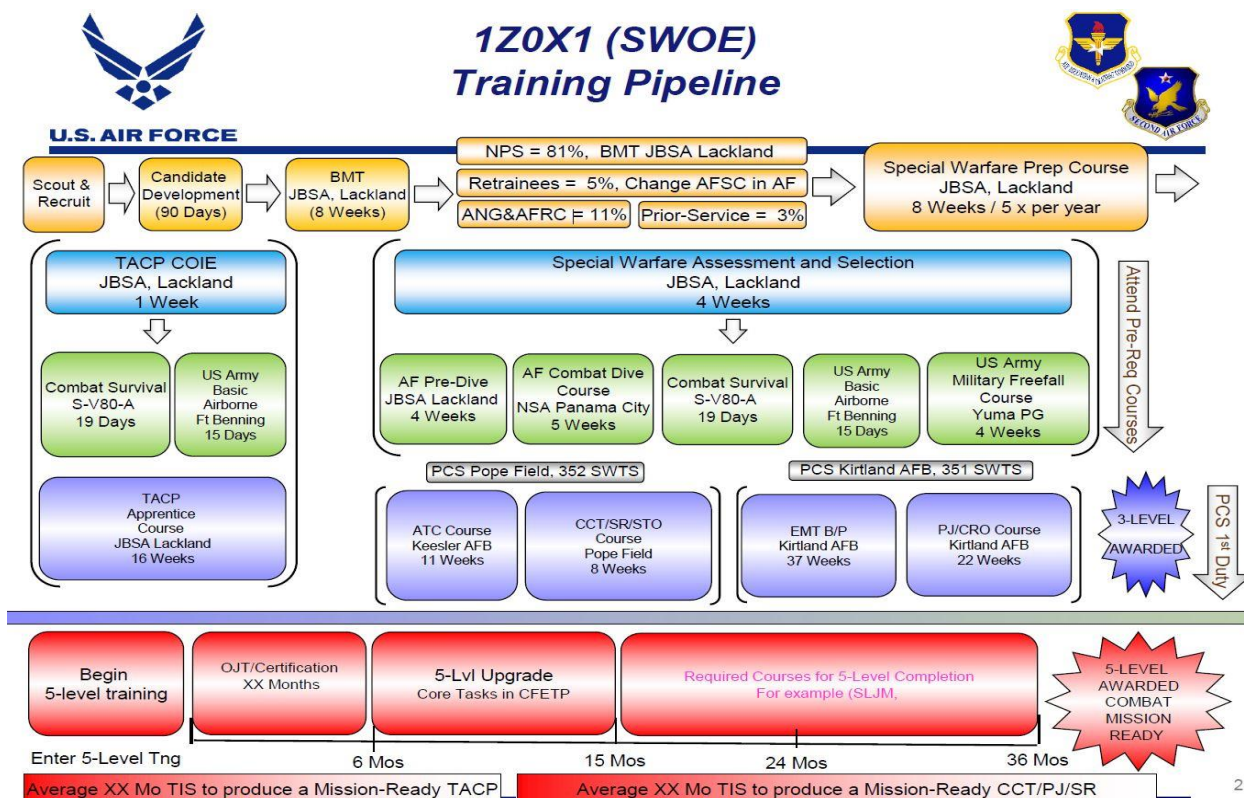 1Z0X1 (SWOE)
Training Pipeline
U.S. AIR FORCE
SECOND AIR FORCE
Scout &
Recruit
Candidate
Development
(90 Days)
BMT
JBSA, Lackland
(8 Weeks)
NPS = 81%, BMT JBSA Lackland
Retrainees = 5%, Change AFSC in AF
ANG&AFRC = 11%
Prior-Service = 3%
Special Warfare Prep Course
JBSA, Lackland
8 Weeks / 5 x per year
TACP COIE
JBSA, Lackland
1 Week
Special Warfare Assessment and Selection
JBSA, Lackland
4 Weeks
Attend Pre-Req Courses
Combat Survival
S-V80-A
19 Days
US Army
Basic
Airborne
Ft Benning
15 Days
AF Pre-Dive
JBSA Lackland
4 Weeks
AF Combat Dive
Course
NSA Panama City
5 Weeks
Combat Survival
S-V80-A
19 Days
US Army
Basic
Airborne
Ft Benning
15 Days
US Army
Military Freefall
Course
Yuma PG
4 Weeks
PCS Pope Field, 352 SWTS
PCS Kirtland AFB, 351 SWTS
TACP
Apprentice
Course
JBSA Lackland
16 Weeks
ATC Course
Keesler AFB
11 Weeks
CCT/SR/STO
Course
Pope Field
8 Weeks
EMT B/P
Kirtland AFB
37 Weeks
PJ/CRO Course
Kirtland AFB
22 Weeks
3-LEVEL
AWARDED
PCS 1st Duty
Begin
5-level training
OJT/Certification
XX Months
5-Lvl Upgrade
Core Tasks in CFETP
Required Courses for 5-Level Completion
For example (SLJM,
5-LEVEL
AWARDED
COMBAT
MISSION
READY
Enter 5-Level Tng
6 Mos
15 Mos
24 Mos
36 Mos
Average XX Mo TIS to produce a Mission-Ready TACP
Average XX Mo TIS to produce a Mission-Ready CCT/PJ/SR
2